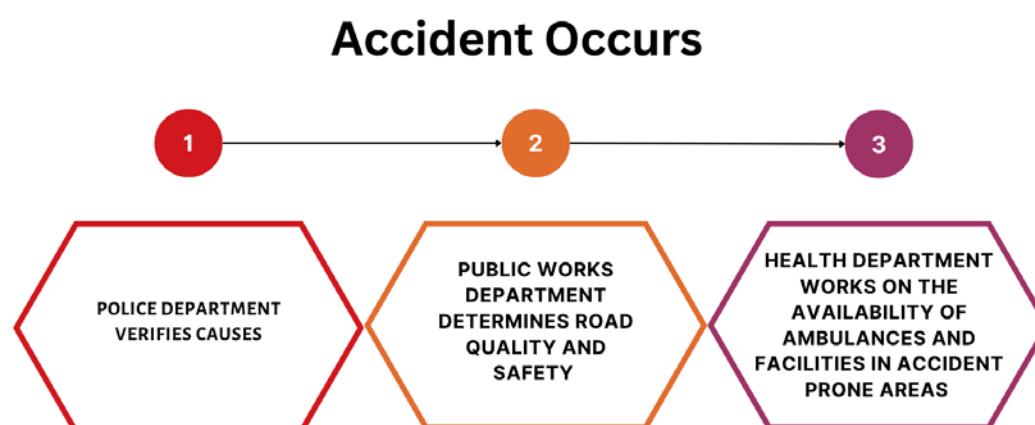 Accident Occurs
1
2
3
POLICE DEPARTMENT
VERIFIES CAUSES
PUBLIC WORKS
DEPARTMENT
DETERMINES ROAD
QUALITY AND
SAFETY
HEALTH DEPARTMENT
WORKS ON THE
AVAILABILITY OF
AMBULANCES AND
FACILITIES IN ACCIDENT
PRONE AREAS